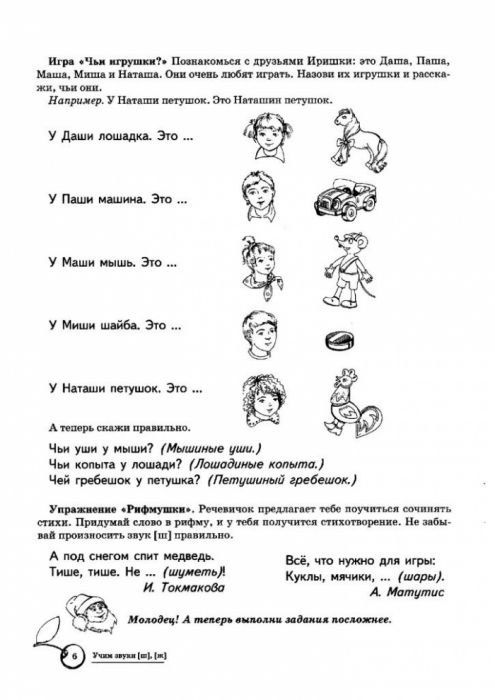 Игра «Чьи игрушки?» Познакомься с друзьями Иришки: это Даша, Паша,
Маша, Миша и Наташа. Они очень любят играть. Назови их игрушки и расска-
жи, чьи они.
Например. У Наташи петушок. Это Наташин петушок.
У Даши лошадка. Это ...
У Паши машина. Это ...
У Маши мышь. Это ...
У Миши шайба. Это ...
У Наташи петушок. Это ...
А теперь скажи правильно.
Чьи уши у мыши? (Мышиные уши.)
Чьи копыта у лошади? (Лошадиные копыта.)
Чей гребешок у петушка? (Петушиный гребешок.)
Упражнение «Рифмушки». Речевичок предлагает тебе поучиться сочинять
стихи. Придумай слово в рифму, и у тебя получится стихотворение. Не забы-
вай произносить звук [ш] правильно.
А под снегом спит медведь.
Тише, тише. Не ... (шуметь)!
И. Токмакова
Всё, что нужно для игры:
Куклы, мячики, ... (шары).
А. Матутис
Молодец! А теперь выполни задания посложнее.
6
Учим звуки [ш], [ж]